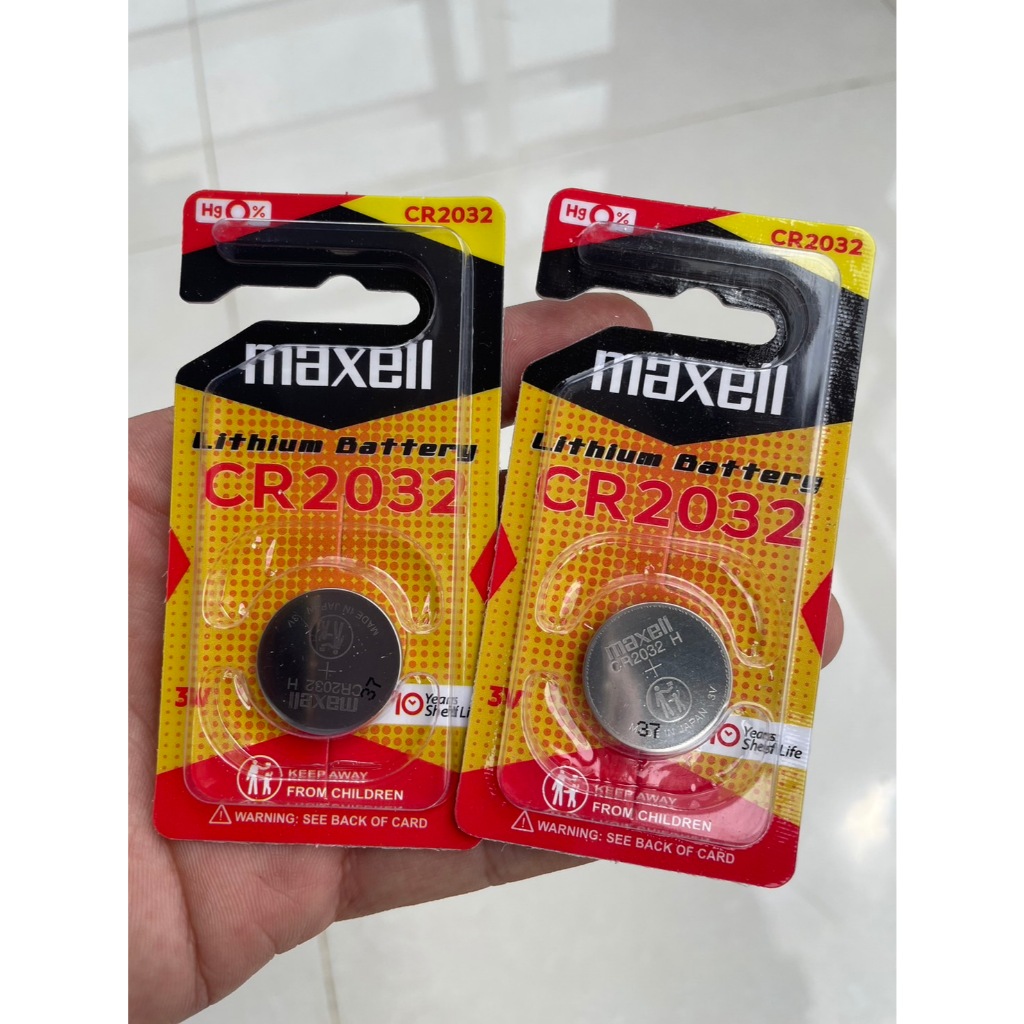 Hg 0%
CR2032
maxell
Lithium Battery
CR2032
MADE IN JAPAN 3V
CR2032 H
maxell
37
3V
10 Years
Shelf Life
KEEP AWAY
FROM CHILDREN
WARNING: SEE BACK OF CARD
Hg 0%
CR2032
maxell
Lithium Battery
CR2032
maxell
CR2032 H
+
MADE IN JAPAN 3V
37
10 Years
Shelf Life
KEEP AWAY
FROM CHILDREN
WARNING: SEE BACK OF CARD